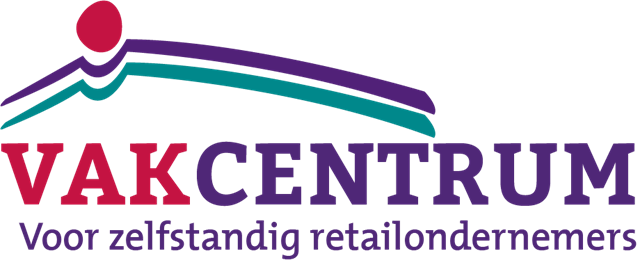 VAKCENTRUM
Voor zelfstandig retailondernemers